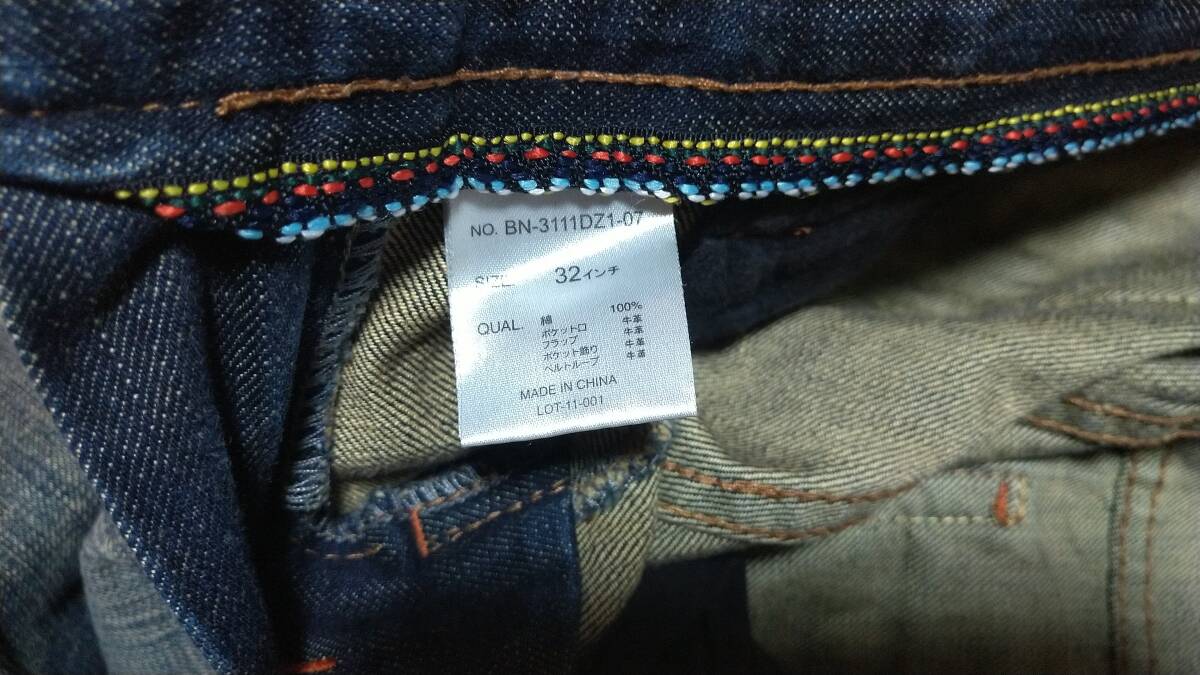 NO. BN-3111DZ1-07
SIZE. 32インチ
QUAL. 綿 100%
ポケット口 牛革
フラップ 牛革
ポケット飾り 牛革
ベルトループ 牛革
MADE IN CHINA
LOT-11-001